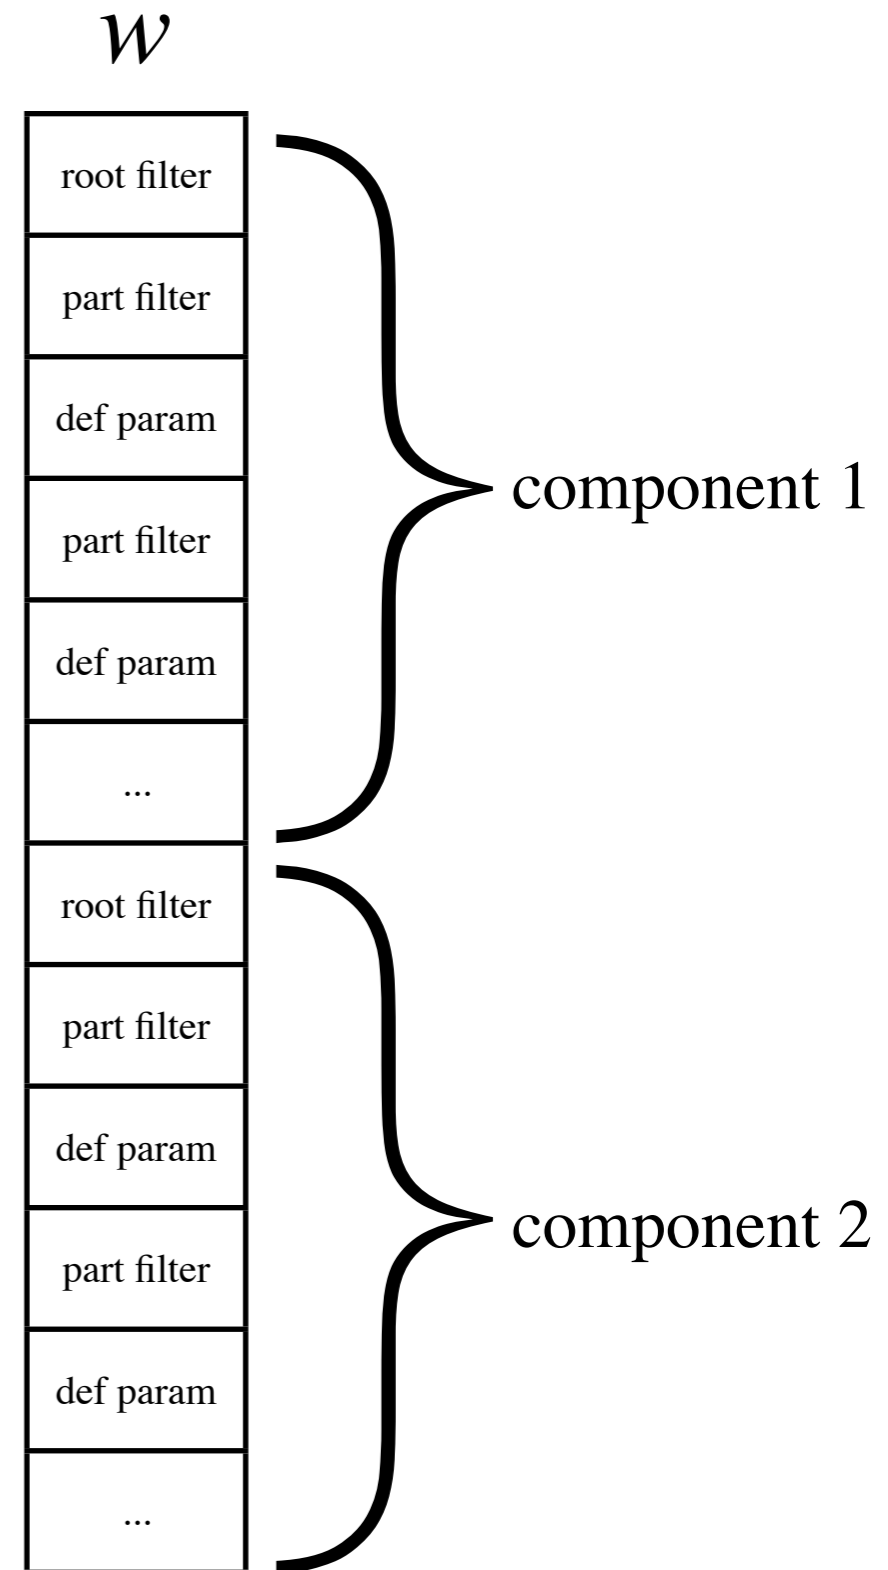 w
root filter
part filter
def param
part filter
def param
...
component 1
root filter
part filter
def param
part filter
def param
...
component 2